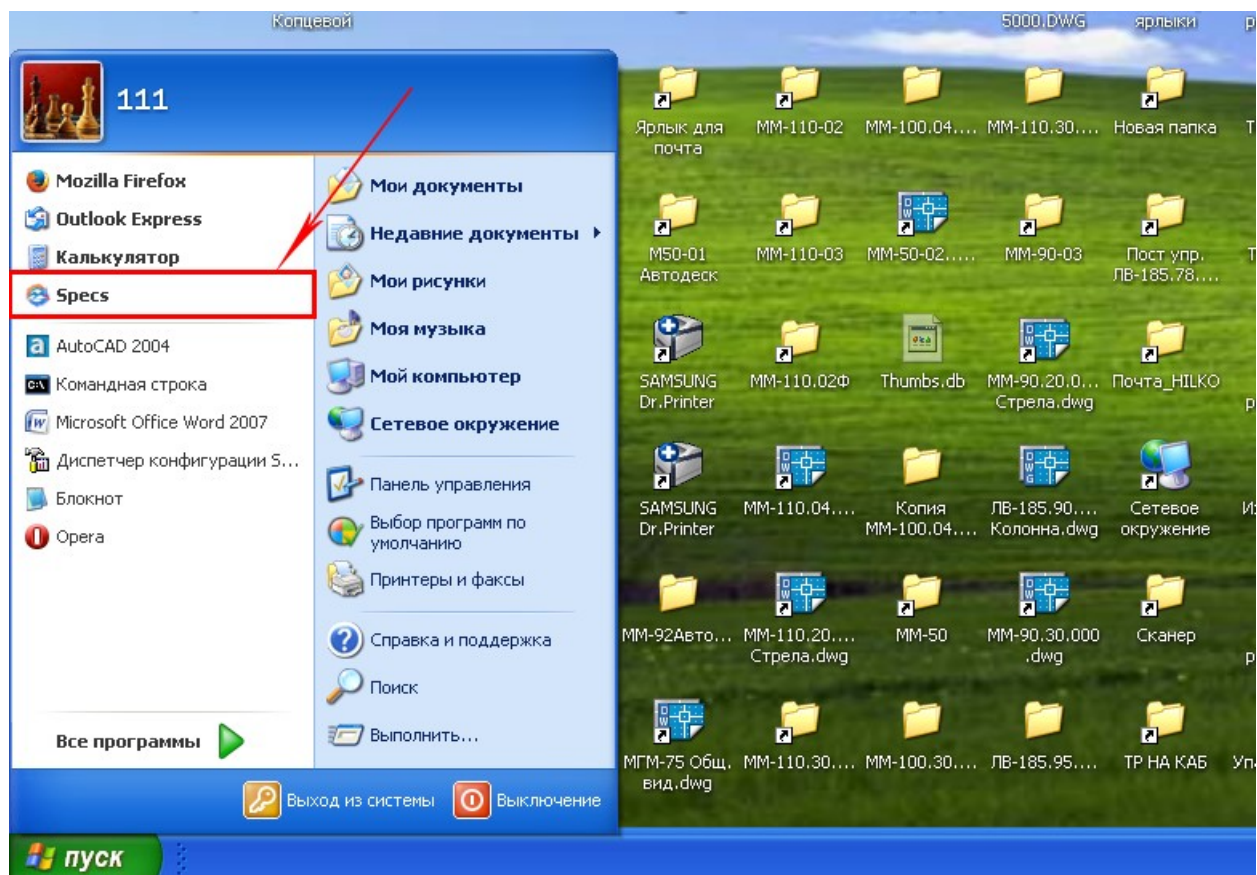 Концевой
5000.DWG
ярлыки
111
Mozilla Firefox
Outlook Express
Калькулятор
Specs
AutoCAD 2004
Командная строка
Microsoft Office Word 2007
Диспетчер конфигурации S...
Блокнот
Opera
Все программы
Мои документы
Недавние документы
Мои рисунки
Моя музыка
Мой компьютер
Сетевое окружение
Панель управления
Выбор программ по
умолчанию
Принтеры и факсы
Справка и поддержка
Поиск
Выполнить...
Выход из системы
Выключение
пуск
Ярлык для
почта
ММ-110-02
ММ-100.04....
ММ-110.30....
Новая папка
М50-01
Автодеск
ММ-110-03
ММ-50-02.....
ММ-90-03
Пост упр.
ЛВ-185.78....
SAMSUNG
Dr.Printer
ММ-110.02Ф
Thumbs.db
ММ-90.20.0...
Стрела.dwg
Почта_HILKO
SAMSUNG
Dr.Printer
ММ-110.04....
Копия
ММ-100.04....
ЛВ-185.90....
Колонна.dwg
Сетевое
окружение
ММ-92Авто...
ММ-110.20....
Стрела.dwg
ММ-50
ММ-90.30.000
.dwg
Сканер
МГМ-75 Общ.
вид.dwg
ММ-110.30....
ММ-100.30....
ЛВ-185.95....
ТР НА КАБ